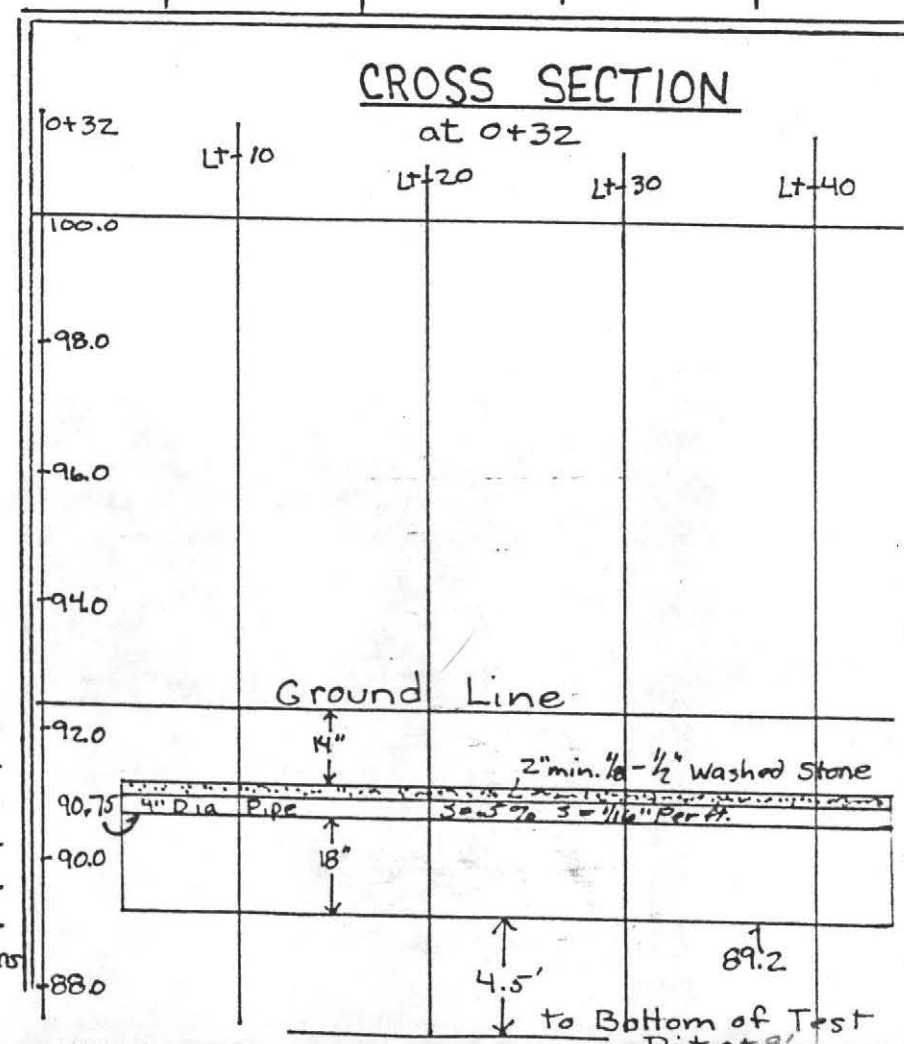 CROSS SECTION
at 0+32
0+32
Lt 10
Lt 20
Lt 30
Lt 40
100.0
98.0
96.0
94.0
Ground Line
92.0
14"
2" min. 1/8 - 1/2" Washed Stone
90.75
4" Dia Pipe
S = .5% S = 1/16" Per ft.
18"
90.0
89.2
88.0
4.5'
to Bottom of Test
Pit at 8'